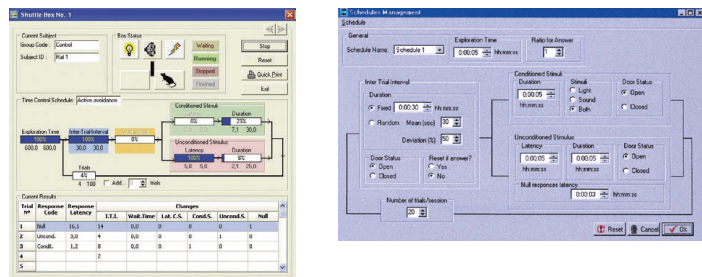 Shuttle Box No. 1
Current Subject
Group Code : Control
Subject ID : Rat 1
Box Status
Waiting
Running
Stopped
Finished
Stop
Reset
Quick Print
Exit
Time Control Schedule Active avoidance
Exploration Time
100%
600,0 600,0
Inter Trial Interval
100%
30,0 30,0
0%
Conditioned Stimuli
Latency Duration
0% 23%
7,1 30,0
Unconditioned Stimulus
Latency Duration
100% 8%
5,0 5,0 2,1 25,0
Trials
4%
4 100 Add trials
Current Results
Trial Nº Response Code Response Latency Changes
I.T.I. Wait.Time Lat. C.S. Cond.S. Uncond.S. Null
1 Null 16,1 14 0,0 0 0 0 1
2 Uncond. 3,0 4 0,0 0 0 1 0
3 Condit. 1,2 8 0,0 0 1 0 0
4 2
5
Schedules Management
Schedule
General
Schedule Name: Schedule 1
Exploration Time
0:00:05 hh:mm:ss
Ratio for Answer
1
Inter Trial Interval
Duration
Fixed 0:00:30 hh:mm:ss
Random Mean (sec) 30
Deviation (%) 50
Door Status
Open
Closed
Reset if answer?
Yes
No
Number of trials/session
20
Conditioned Stimuli
Duration
0:00:05
hh:mm:ss
Stimuli
Light
Sound
Both
Door Status
Open
Closed
Unconditioned Stimulus
Latency
0:00:05
hh:mm:ss
Duration
0:00:05
hh:mm:ss
Door Status
Open
Closed
Null responces latency
0:00:03 hh:mm:ss
Reset Cancel Ok